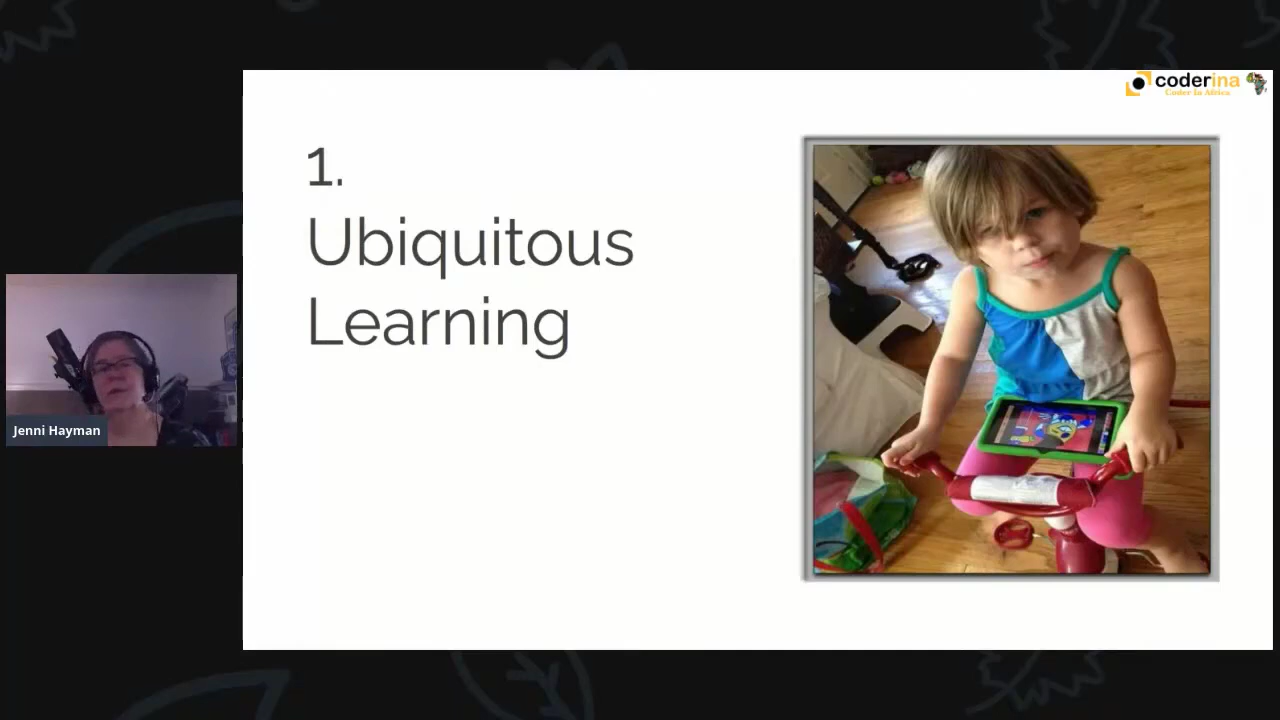 coderina
Coder In Africa
1.
Ubiquitous
Learning
Jenni Hayman